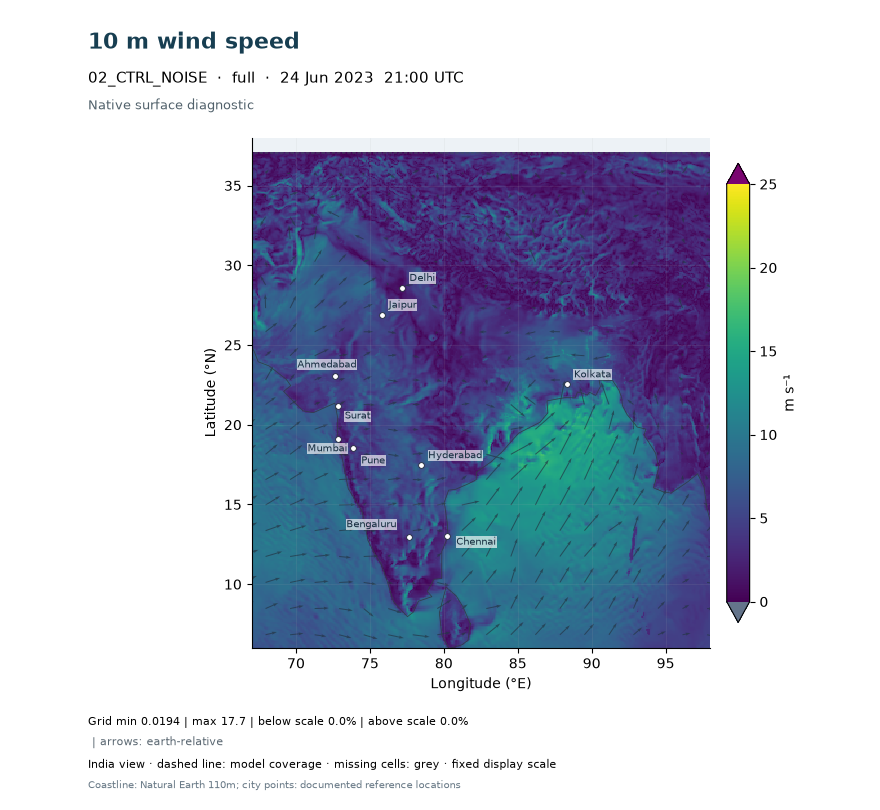 10 m wind speed
02_CTRL_NOISE · full · 24 Jun 2023 21:00 UTC
Native surface diagnostic
35
30
25
20
15
10
Latitude (°N)
70
75
80
85
90
95
Longitude (°E)
Delhi
Jaipur
Ahmedabad
Kolkata
Surat
Mumbai
Pune
Hyderabad
Bengaluru
Chennai
25
20
15
10
5
0
m s⁻¹
Grid min 0.0194 | max 17.7 | below scale 0.0% | above scale 0.0%
| arrows: earth-relative
India view · dashed line: model coverage · missing cells: grey · fixed display scale
Coastline: Natural Earth 110m; city points: documented reference locations